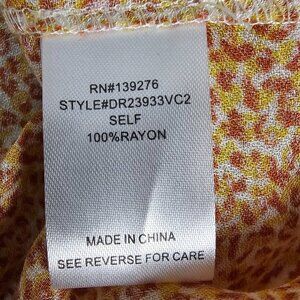 RN#139276
STYLE#DR23933VC2
SELF
100%RAYON
MADE IN CHINA
SEE REVERSE FOR CARE